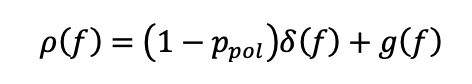 ρ(f) = (1 − p_pol)δ(f) + g(f)